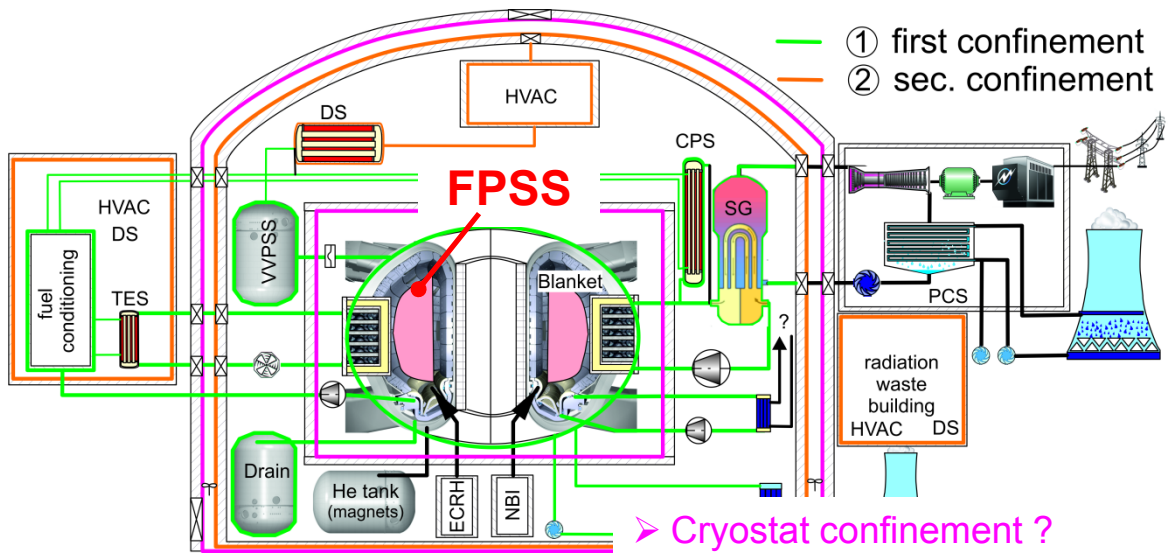 ① first confinement
② sec. confinement
HVAC
DS
CPS
FPSS
SG
HVAC
DS
VVPSS
Blanket
fuel
conditioning
TES
PCS
?
radiation
waste
building
HVAC DS
Drain
He tank
(magnets)
ECRH
NBI
➢ Cryostat confinement ?